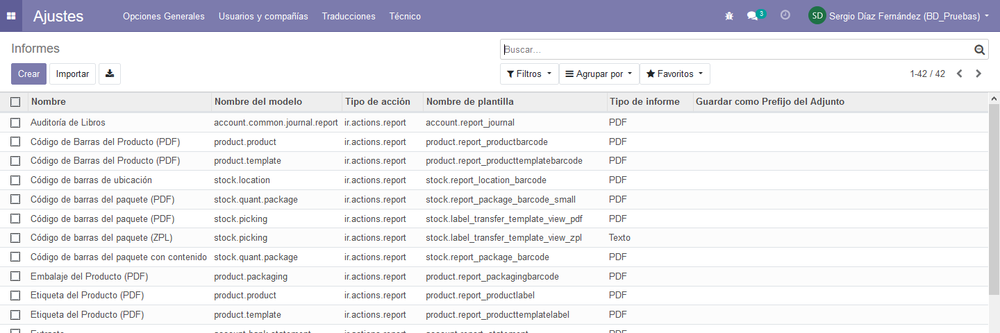 Ajustes Opciones Generales Usuarios y compañías Traducciones Técnico 3 SD Sergio Díaz Fernández (BD_Pruebas)
Informes Buscar...
Crear Importar Filtros Agrupar por Favoritos 1-42 / 42
Nombre Nombre del modelo Tipo de acción Nombre de plantilla Tipo de informe Guardar como Prefijo del Adjunto
Auditoría de Libros account.common.journal.report ir.actions.report account.report_journal PDF
Código de Barras del Producto (PDF) product.product ir.actions.report product.report_productbarcode PDF
Código de Barras del Producto (PDF) product.template ir.actions.report product.report_producttemplatebarcode PDF
Código de barras de ubicación stock.location ir.actions.report stock.report_location_barcode PDF
Código de barras del paquete (PDF) stock.quant.package ir.actions.report stock.report_package_barcode_small PDF
Código de barras del paquete (PDF) stock.picking ir.actions.report stock.label_transfer_template_view_pdf PDF
Código de barras del paquete (ZPL) stock.picking ir.actions.report stock.label_transfer_template_view_zpl Texto
Código de barras del paquete con contenido stock.quant.package ir.actions.report stock.report_package_barcode PDF
Embalaje del Producto (PDF) product.packaging ir.actions.report product.report_packagingbarcode PDF
Etiqueta del Producto (PDF) product.product ir.actions.report product.report_productlabel PDF
Etiqueta del Producto (PDF) product.template ir.actions.report product.report_producttemplatelabel PDF
Extracto account.bank.statement ir.actions.report account.report_statement PDF